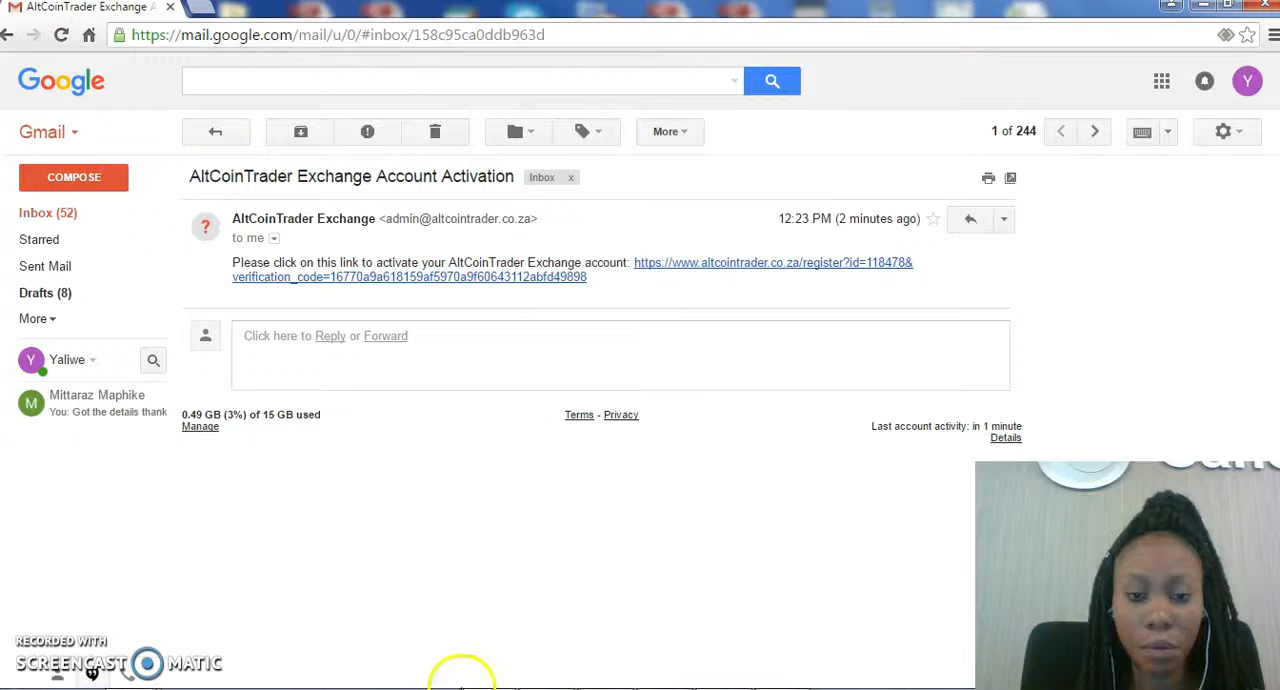 AltCoinTrader Exchange A
https://mail.google.com/mail/u/0/#inbox/158c95ca0ddb963d
Google
Y
Gmail
More
1 of 244
COMPOSE
AltCoinTrader Exchange Account Activation Inbox x
Inbox (52)
AltCoinTrader Exchange <admin@altcointrader.co.za> 12:23 PM (2 minutes ago)
?
to me
Starred
Please click on this link to activate your AltCoinTrader Exchange account: https://www.altcointrader.co.za/register?id=118478&
verification_code=16770a9a618159af5970a9f60643112abfd49898
Sent Mail
Drafts (8)
More
Click here to Reply or Forward
Y Yaliwe
M Mittaraz Maphike
You: Got the details thank
0.49 GB (3%) of 15 GB used
Manage
Terms - Privacy
Last account activity: in 1 minute
Details
RECORDED WITH
SCREENCAST MATIC